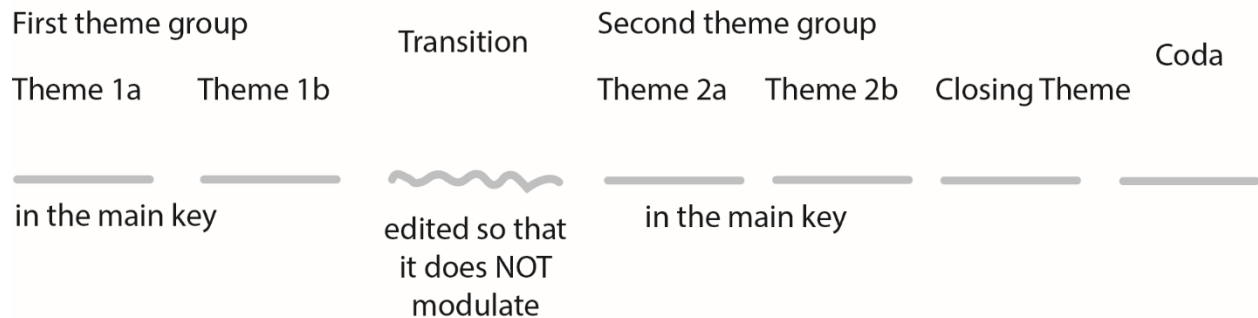 First theme group
Transition
Second theme group
Coda
Theme 1a
Theme 1b
Theme 2a
Theme 2b
Closing Theme
in the main key
edited so that
it does NOT
modulate
in the main key